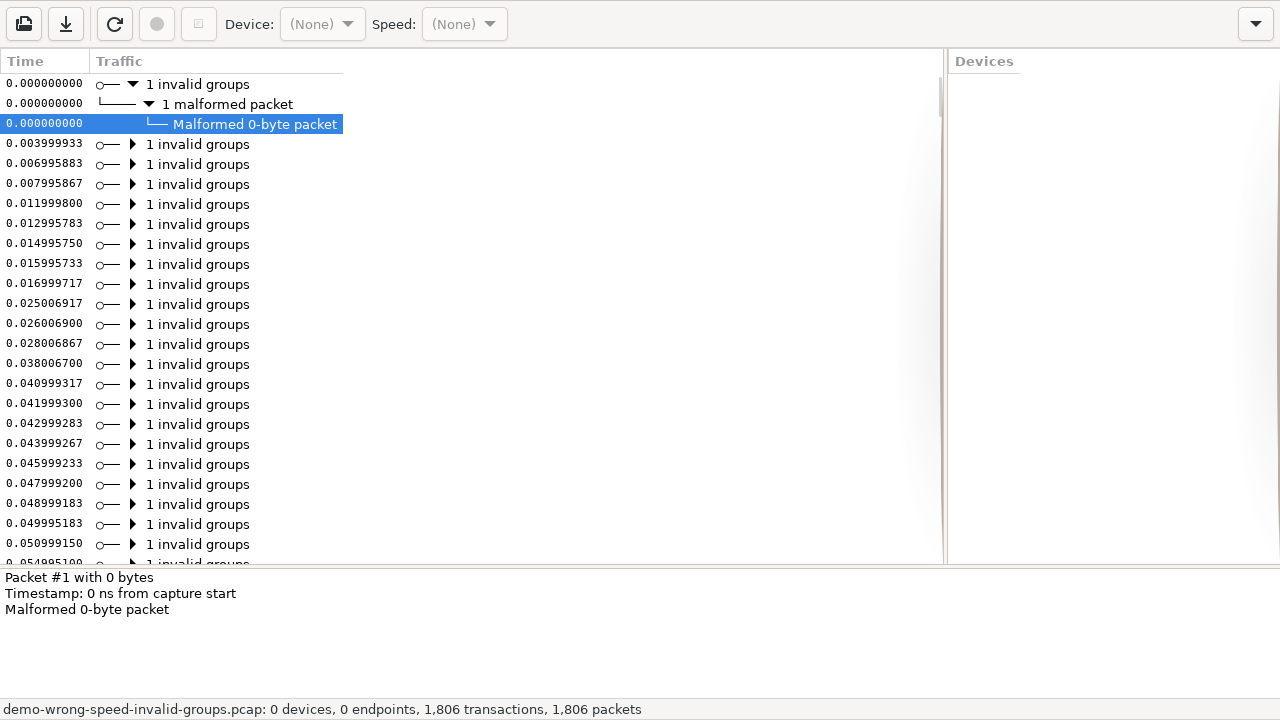 Device: (None) Speed: (None)
Time Traffic Devices
0.000000000 1 invalid groups
0.000000000 1 malformed packet
0.000000000 Malformed 0-byte packet
0.003999933 1 invalid groups
0.006995883 1 invalid groups
0.007995867 1 invalid groups
0.011999800 1 invalid groups
0.012995783 1 invalid groups
0.014995750 1 invalid groups
0.015995733 1 invalid groups
0.016999717 1 invalid groups
0.025006917 1 invalid groups
0.026006900 1 invalid groups
0.028006867 1 invalid groups
0.038006700 1 invalid groups
0.040999317 1 invalid groups
0.041999300 1 invalid groups
0.042999283 1 invalid groups
0.043999267 1 invalid groups
0.045999233 1 invalid groups
0.047999200 1 invalid groups
0.048999183 1 invalid groups
0.049995183 1 invalid groups
0.050999150 1 invalid groups
0.054995100 1 invalid groups
Packet #1 with 0 bytes
Timestamp: 0 ns from capture start
Malformed 0-byte packet
demo-wrong-speed-invalid-groups.pcap: 0 devices, 0 endpoints, 1,806 transactions, 1,806 packets